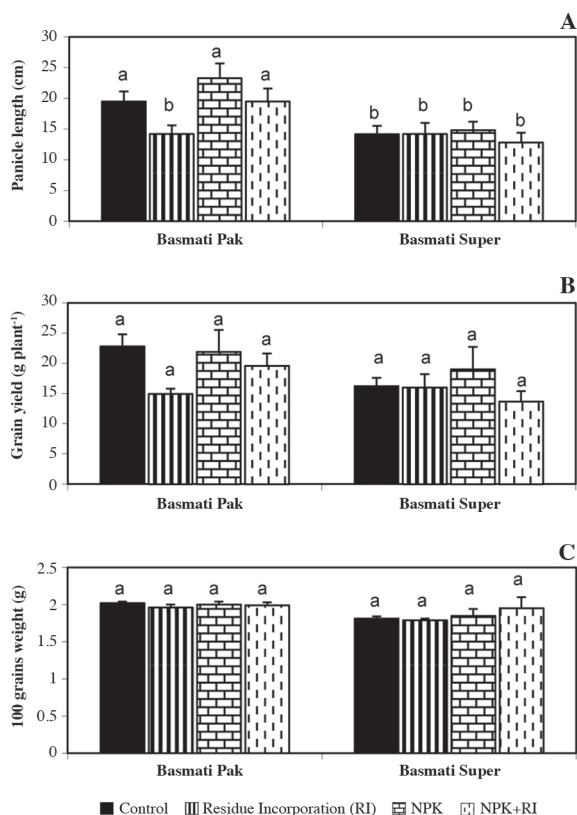 A
Panicle length (cm)
30
25
20
15
10
5
0
a
b
a
a
b
b
b
b
Basmati Pak
Basmati Super
B
Grain yield (g plant⁻¹)
30
25
20
15
10
5
0
a
a
a
a
a
a
a
a
Basmati Pak
Basmati Super
C
100 grains weight (g)
2.5
2
1.5
1
0.5
0
a
a
a
a
a
a
a
a
Basmati Pak
Basmati Super
Control
Residue Incorporation (RI)
NPK
NPK+RI